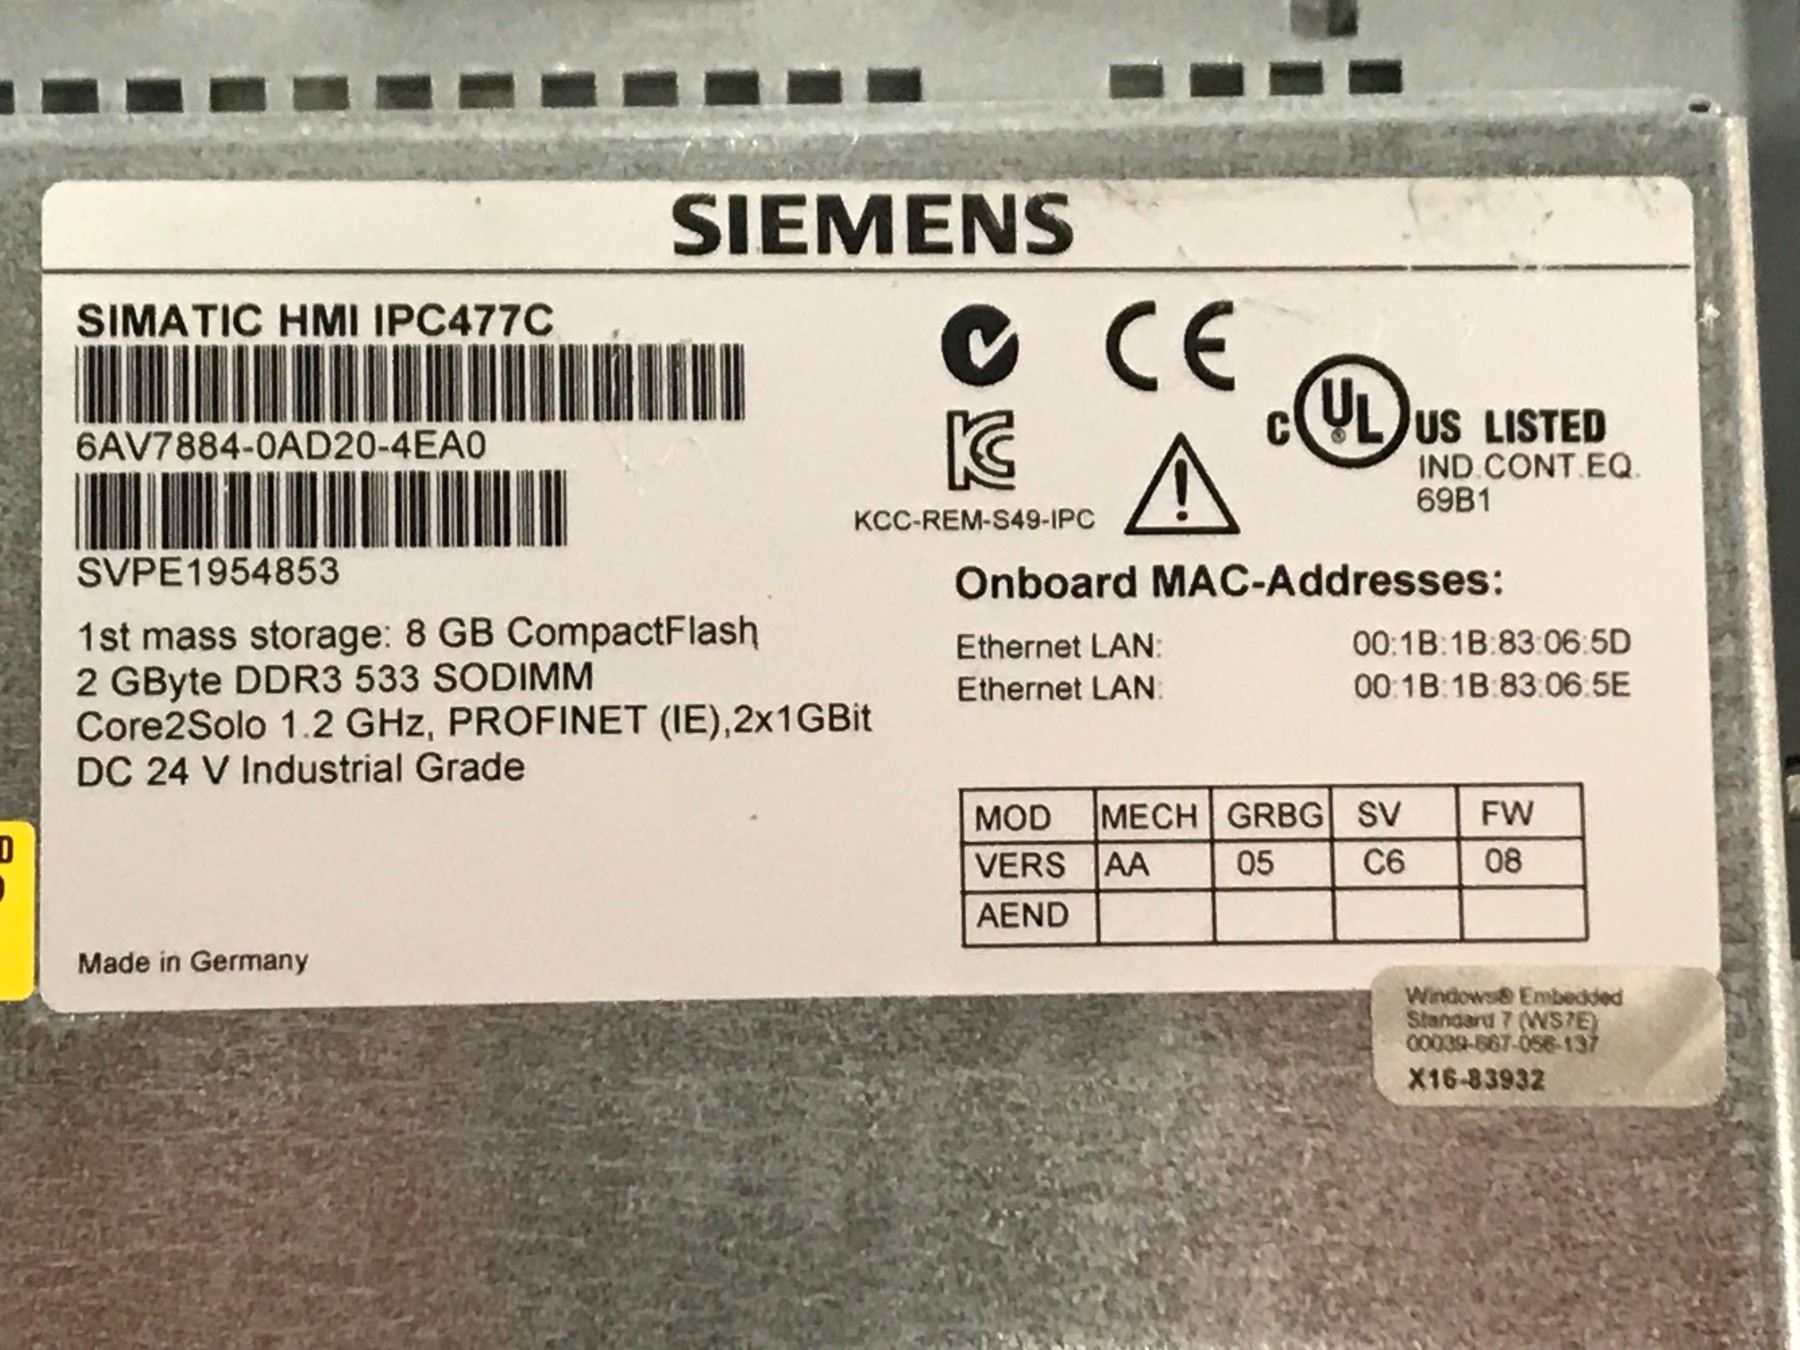 SIEMENS
SIMATIC HMI IPC477C
6AV7884-0AD20-4EA0
SVPE1954853
1st mass storage: 8 GB CompactFlash
2 GByte DDR3 533 SODIMM
Core2Solo 1.2 GHz, PROFINET (IE),2x1GBit
DC 24 V Industrial Grade
Made in Germany
CE
KCC-REM-S49-IPC
C UL ® US LISTED
IND.CONT.EQ.
69B1
Onboard MAC-Addresses:
Ethernet LAN: 00:1B:1B:83:06:5D
Ethernet LAN: 00:1B:1B:83:06:5E
MOD MECH GRBG SV FW
VERS AA 05 C6 08
AEND
Windows® Embedded
Standard 7 (WS7E)
00039-667-056-137
X16-83932